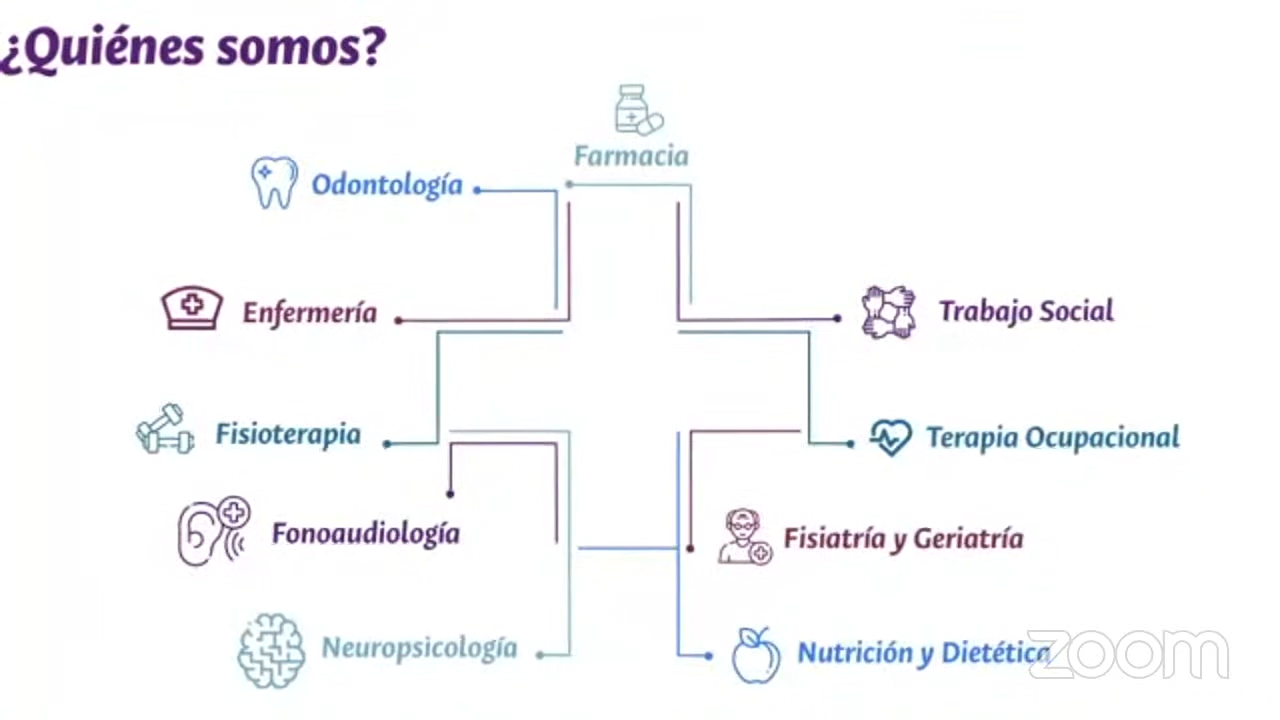 ¿Quiénes somos?
Farmacia
Odontología
Enfermería
Trabajo Social
Fisioterapia
Terapia Ocupacional
Fonoaudiología
Fisiatría y Geriatría
Neuropsicología
Nutrición y Dietética
zoom